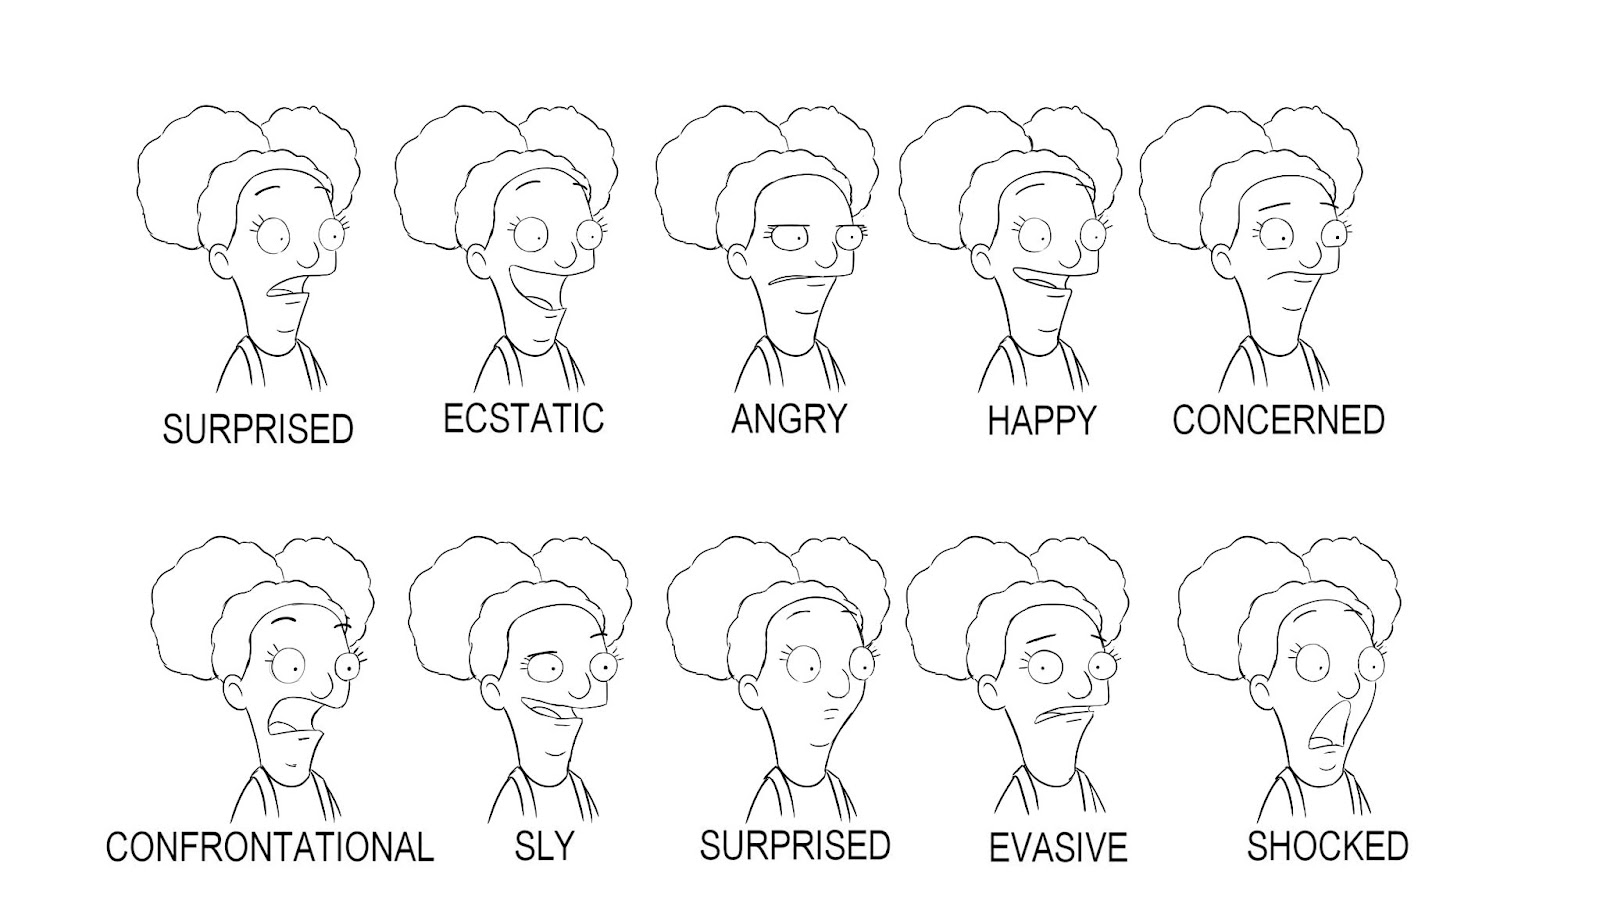 SURPRISED
ECSTATIC
ANGRY
HAPPY
CONCERNED
CONFRONTATIONAL
SLY
SURPRISED
EVASIVE
SHOCKED